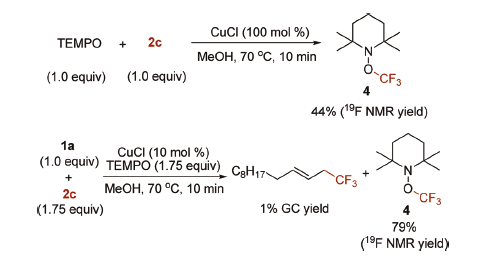 CuCl (100 mol %)
TEMPO + 2c
MeOH, 70 °C, 10 min
(1.0 equiv) (1.0 equiv)
N
O
CF3
4
44% (19F NMR yield)
1a
(1.0 equiv)
+
2c
(1.75 equiv)
CuCl (10 mol %)
TEMPO (1.75 equiv)
MeOH, 70 °C, 10 min
C8H17
CF3
1% GC yield
+
N
O
CF3
4
79%
(19F NMR yield)